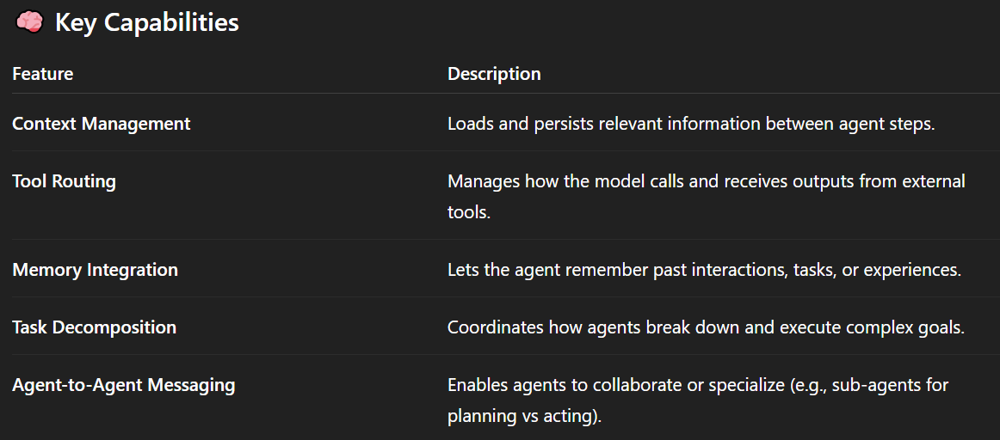 🧠 Key Capabilities
Feature Description
Context Management Loads and persists relevant information between agent steps.
Tool Routing Manages how the model calls and receives outputs from external
tools.
Memory Integration Lets the agent remember past interactions, tasks, or experiences.
Task Decomposition Coordinates how agents break down and execute complex goals.
Agent-to-Agent Messaging Enables agents to collaborate or specialize (e.g., sub-agents for
planning vs acting).